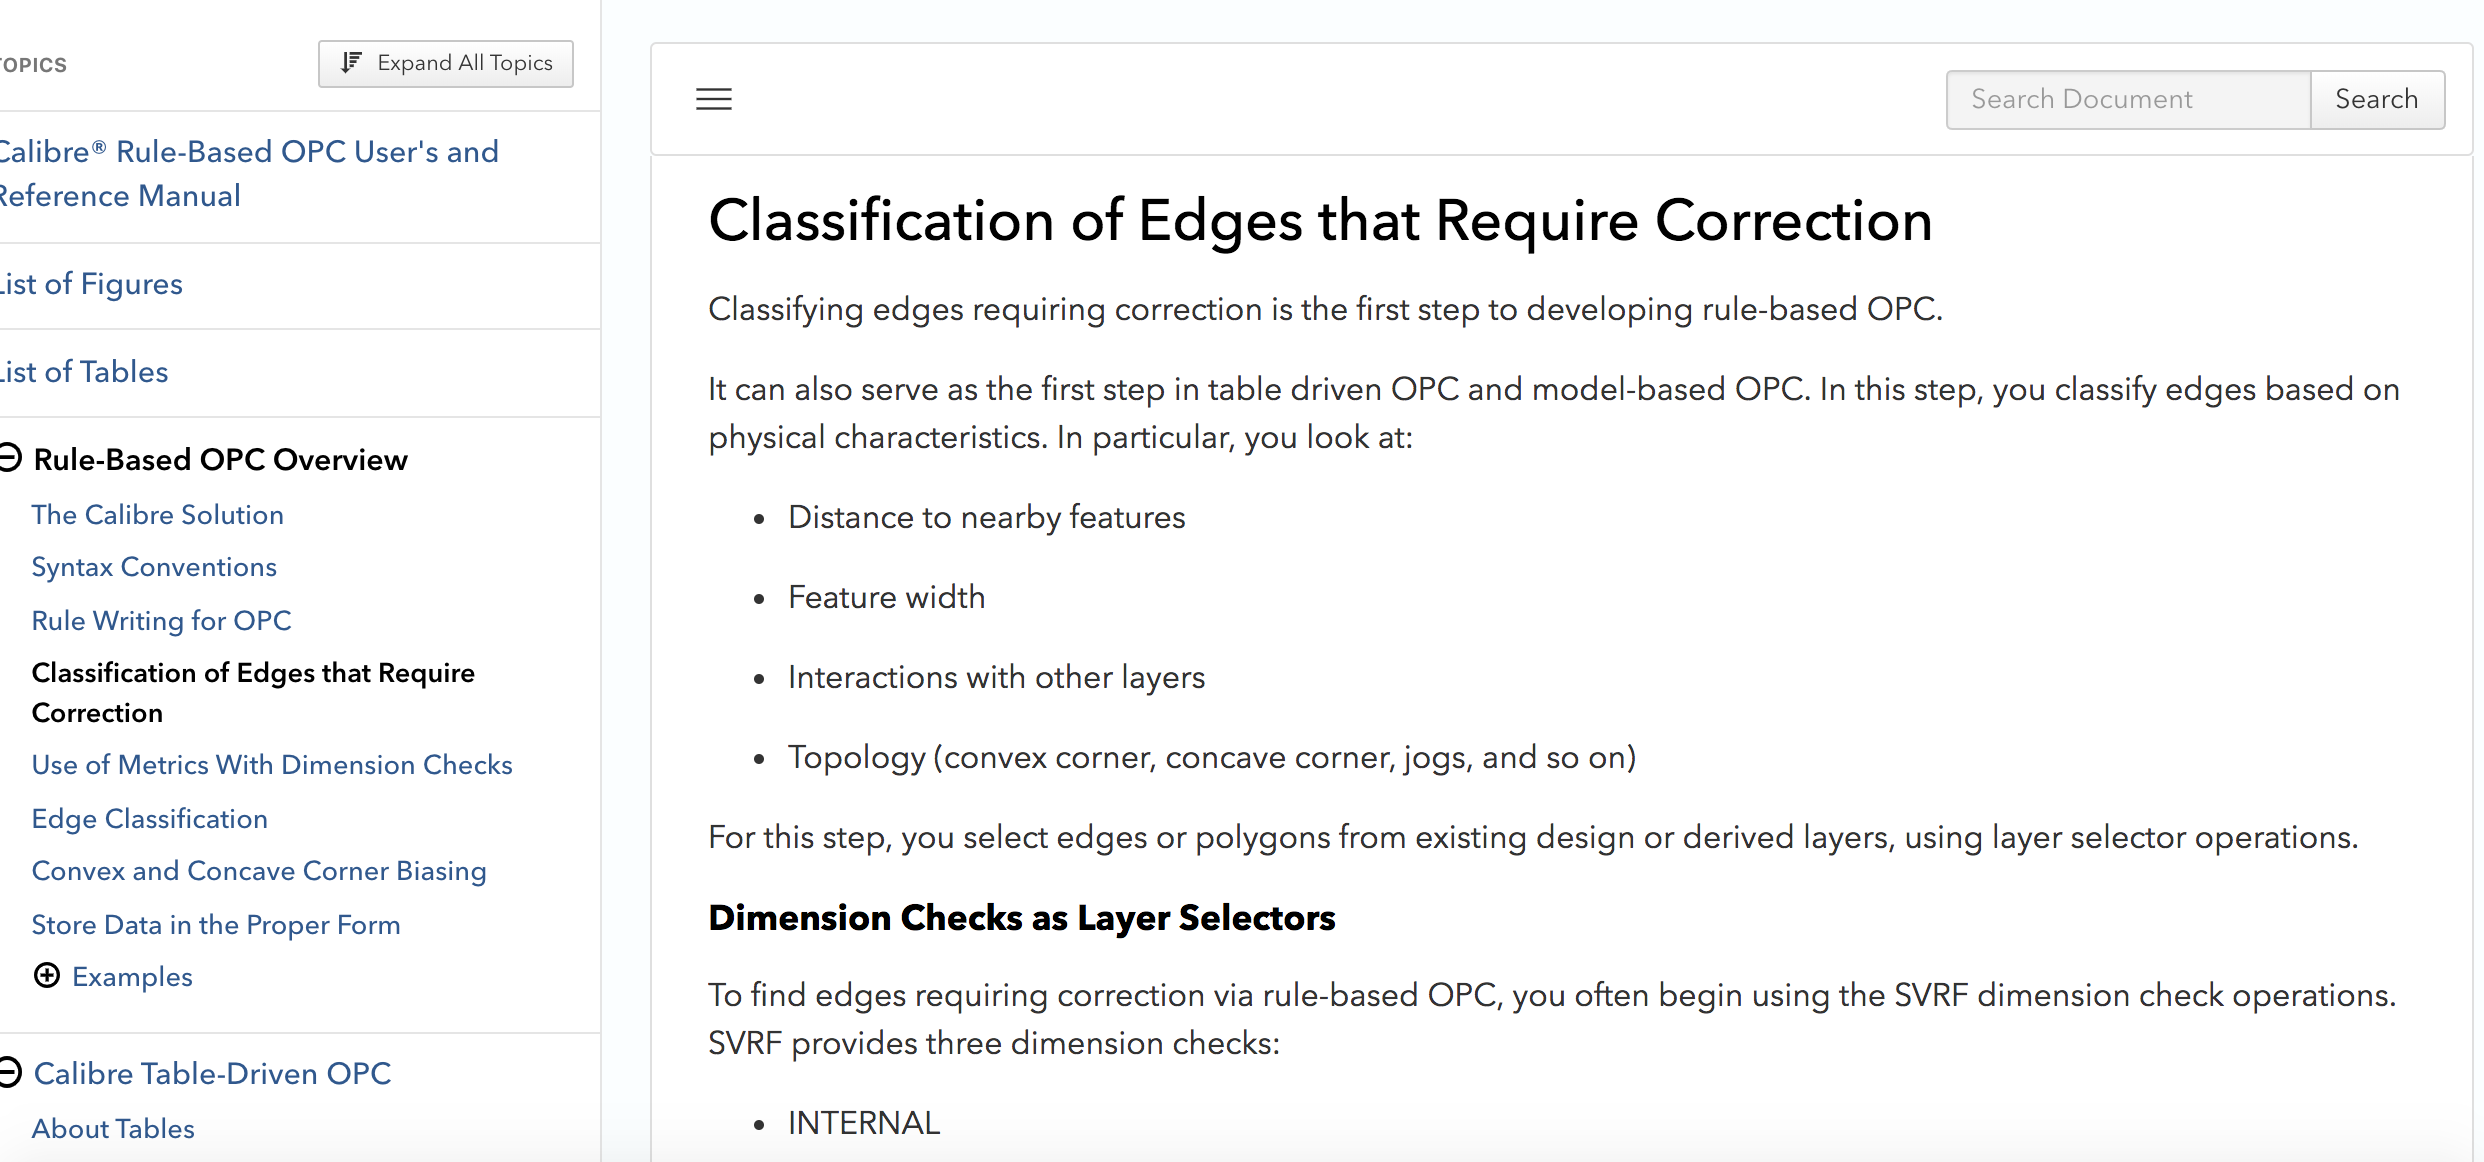 TOPICS
Expand All Topics
Calibre® Rule-Based OPC User's and
Reference Manual
List of Figures
List of Tables
Rule-Based OPC Overview
The Calibre Solution
Syntax Conventions
Rule Writing for OPC
Classification of Edges that Require
Correction
Use of Metrics With Dimension Checks
Edge Classification
Convex and Concave Corner Biasing
Store Data in the Proper Form
Examples
Calibre Table-Driven OPC
About Tables
Search Document
Search
Classification of Edges that Require Correction
Classifying edges requiring correction is the first step to developing rule-based OPC.
It can also serve as the first step in table driven OPC and model-based OPC. In this step, you classify edges based on
physical characteristics. In particular, you look at:
• Distance to nearby features
• Feature width
• Interactions with other layers
• Topology (convex corner, concave corner, jogs, and so on)
For this step, you select edges or polygons from existing design or derived layers, using layer selector operations.
Dimension Checks as Layer Selectors
To find edges requiring correction via rule-based OPC, you often begin using the SVRF dimension check operations.
SVRF provides three dimension checks:
• INTERNAL